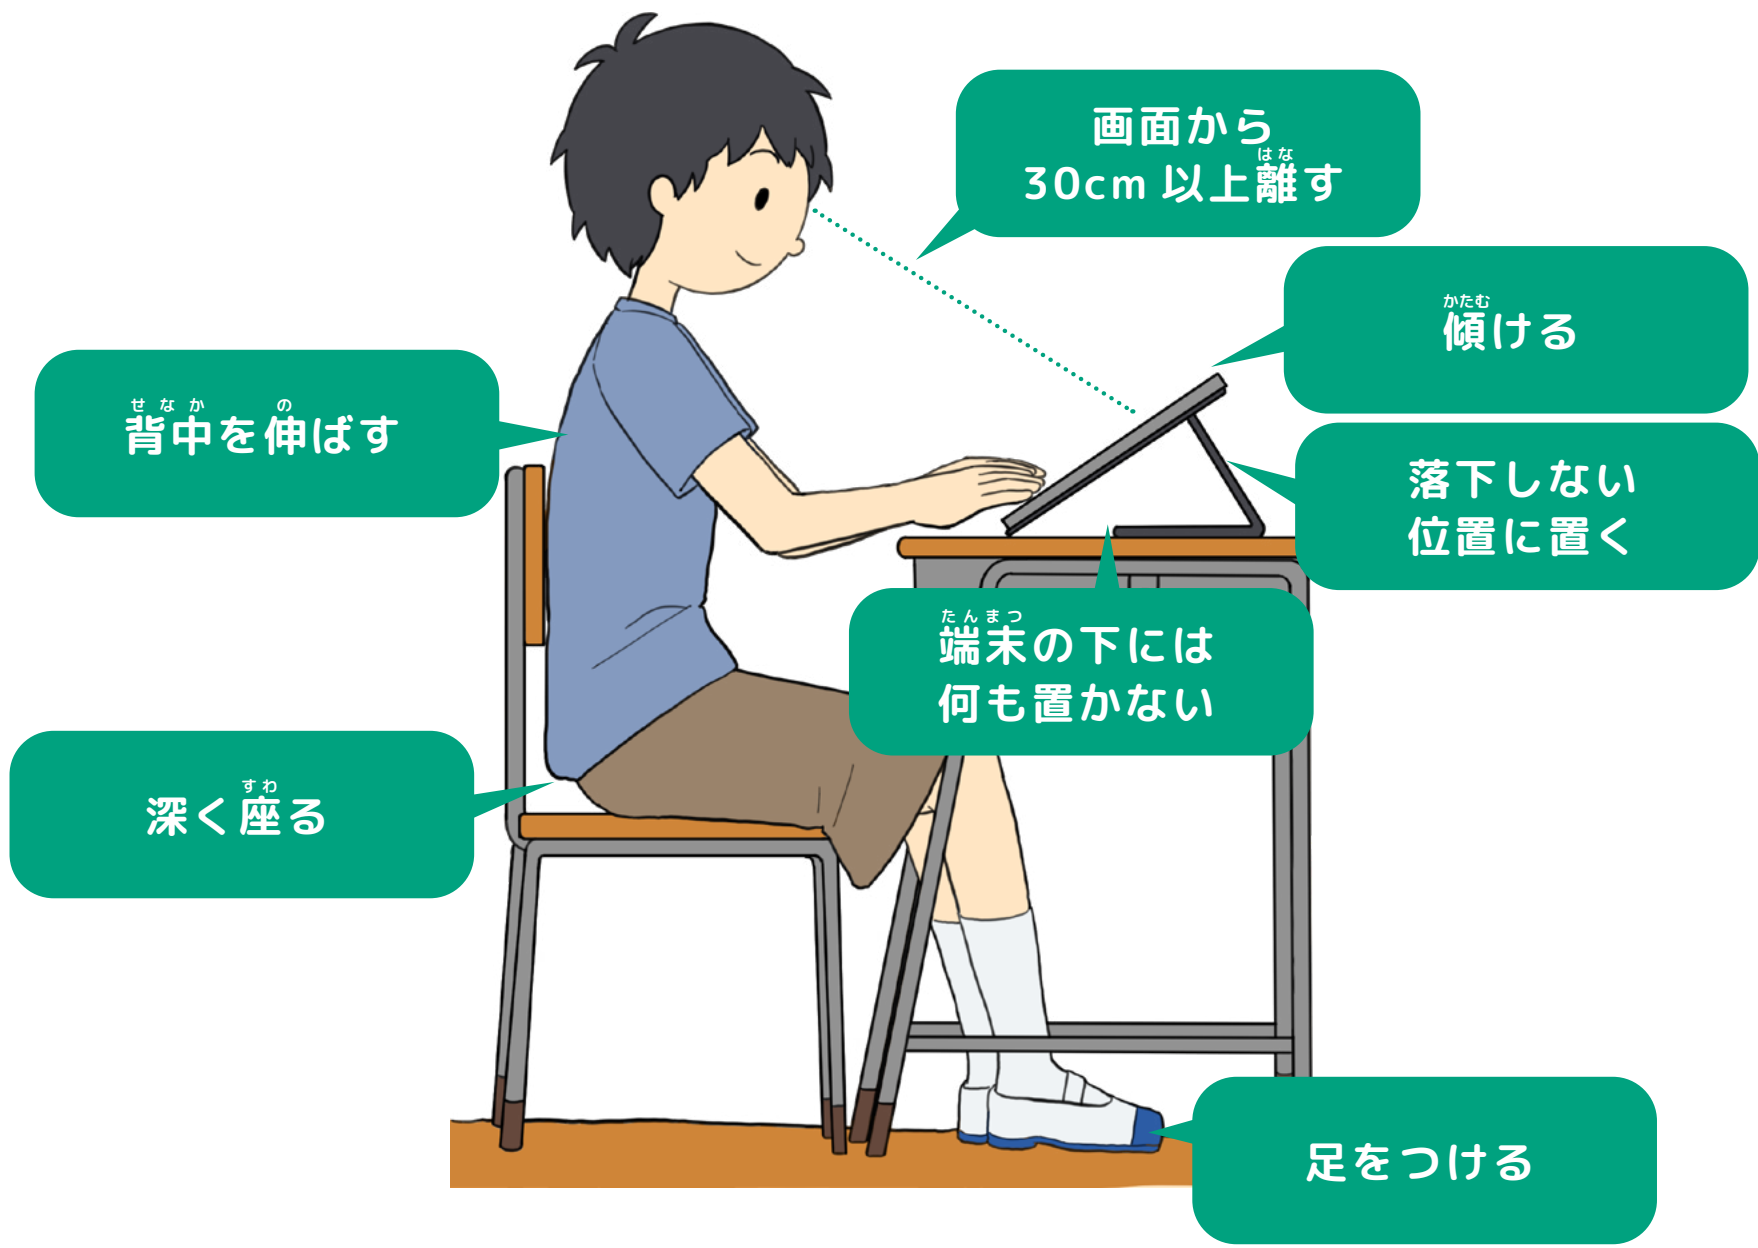 画面から
30cm 以上離す
はな
かたむ
傾ける
せなか の
背中を伸ばす
落下しない
位置に置く
たんまつ
端末の下には
何も置かない
すわ
深く座る
足をつける